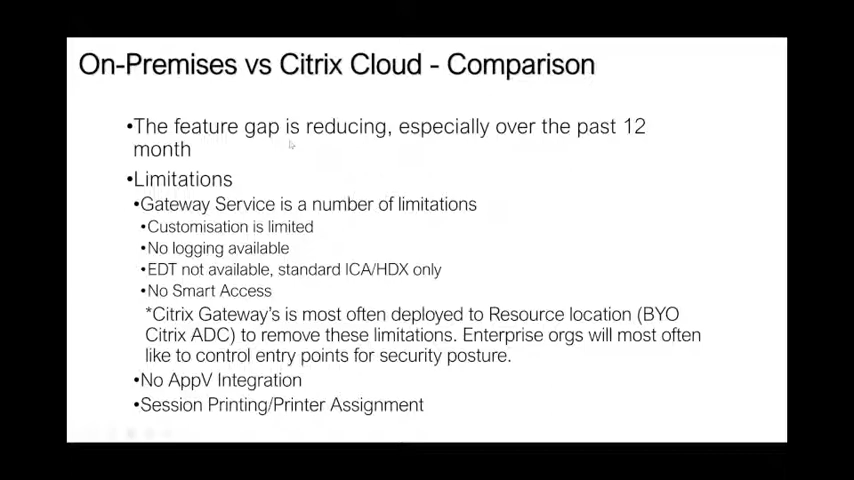 On-Premises vs Citrix Cloud - Comparison
•The feature gap is reducing, especially over the past 12
month
•Limitations
•Gateway Service is a number of limitations
•Customisation is limited
•No logging available
•EDT not available, standard ICA/HDX only
•No Smart Access
*Citrix Gateway's is most often deployed to Resource location (BYO
Citrix ADC) to remove these limitations. Enterprise orgs will most often
like to control entry points for security posture.
•No AppV Integration
•Session Printing/Printer Assignment